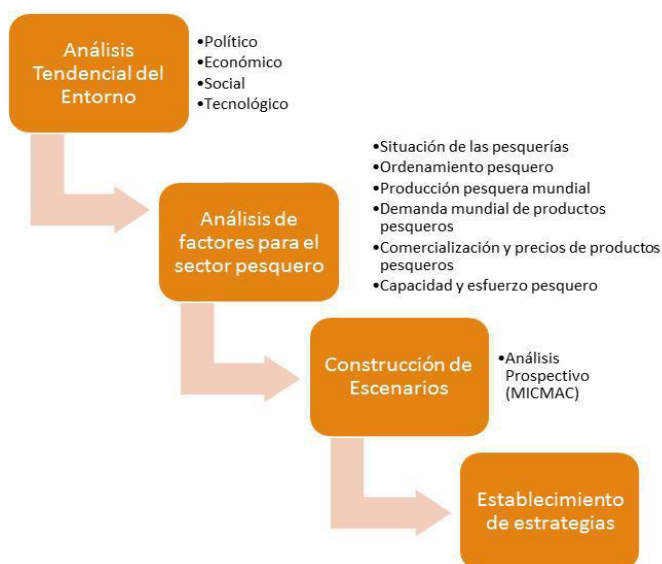 Análisis
Tendencial del
Entorno
•Político
•Económico
•Social
•Tecnológico
Análisis de
factores para el
sector pesquero
•Situación de las pesquerías
•Ordenamiento pesquero
•Producción pesquera mundial
•Demanda mundial de productos
pesqueros
•Comercialización y precios de productos
pesqueros
•Capacidad y esfuerzo pesquero
Construcción de
Escenarios
•Análisis
Prospectivo
(MICMAC)
Establecimiento
de estrategias